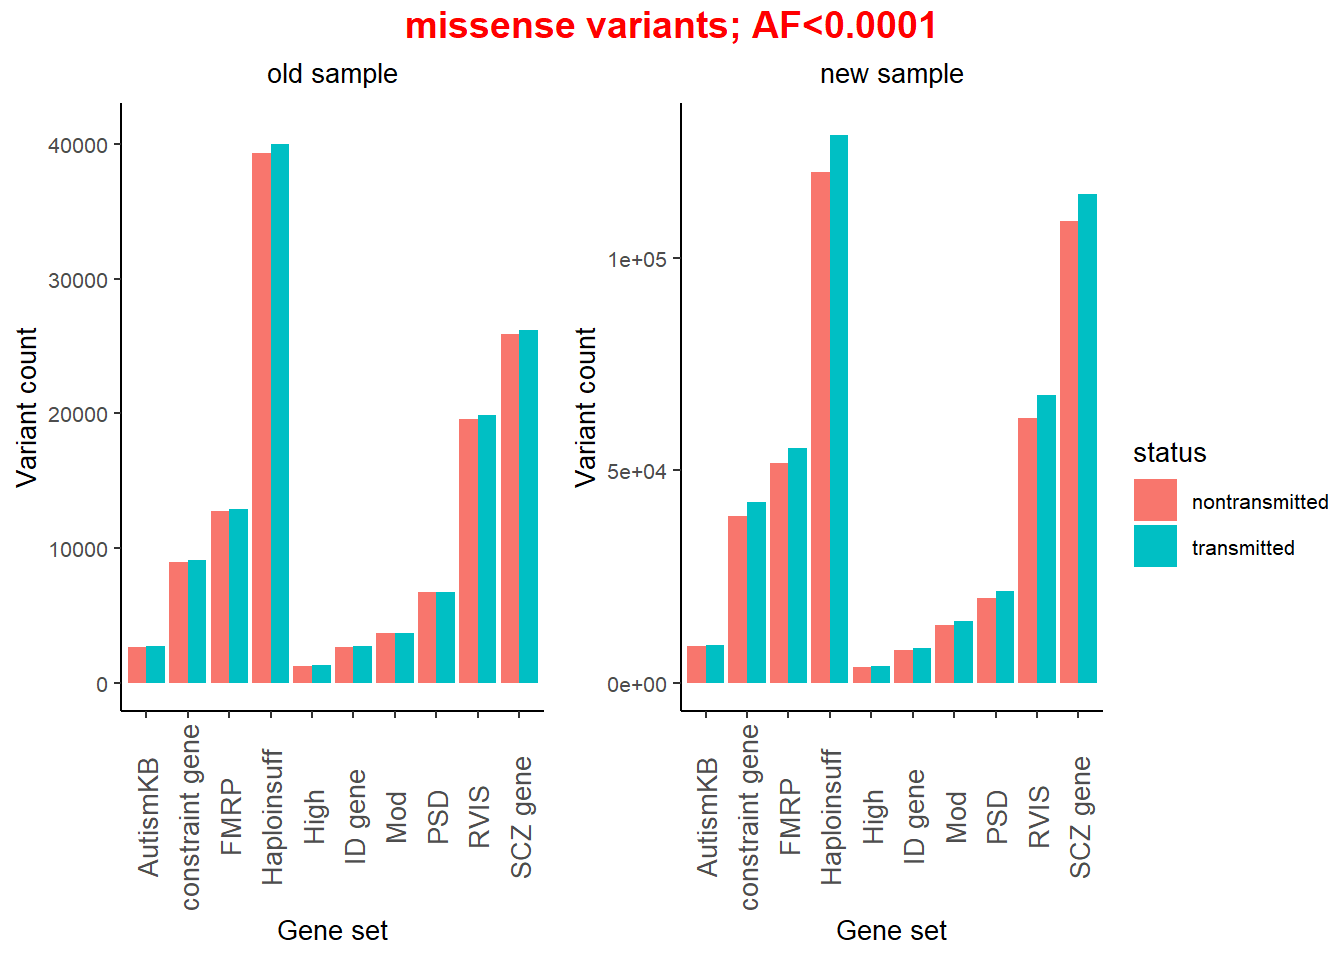 missense variants; AF<0.0001
old sample
new sample
Variant count
40000
30000
20000
10000
0
AutismKB
constraint gene
FMRP
Haploinsuff
High
ID gene
Mod
PSD
RVIS
SCZ gene
Gene set
Variant count
1e+05
5e+04
0e+00
AutismKB
constraint gene
FMRP
Haploinsuff
High
ID gene
Mod
PSD
RVIS
SCZ gene
Gene set
status
nontransmitted
transmitted